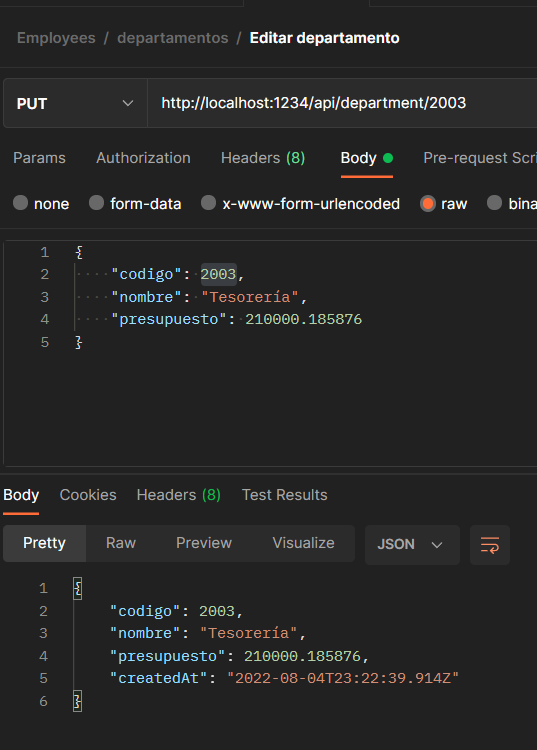 Employees / departamentos / Editar departamento
PUT http://localhost:1234/api/department/2003
Params Authorization Headers (8) Body Pre-request Scri
none form-data x-www-form-urlencoded raw bina
1 {
2 "codigo": 2003,
3 "nombre": "Tesorería",
4 "presupuesto": 210000.185876
5 }
Body Cookies Headers (8) Test Results
Pretty Raw Preview Visualize JSON
1 {
2 "codigo": 2003,
3 "nombre": "Tesorería",
4 "presupuesto": 210000.185876,
5 "createdAt": "2022-08-04T23:22:39.914Z"
6 }